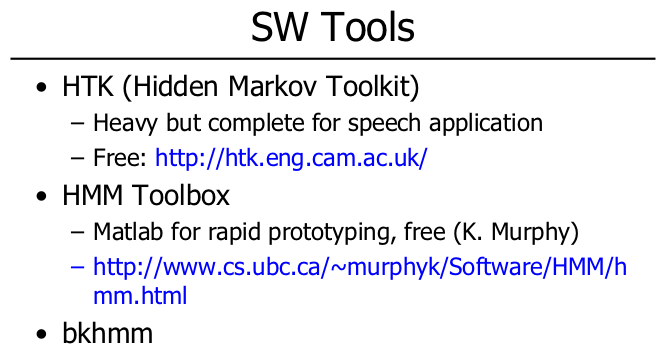 SW Tools
• HTK (Hidden Markov Toolkit)
– Heavy but complete for speech application
– Free: http://htk.eng.cam.ac.uk/
• HMM Toolbox
– Matlab for rapid prototyping, free (K. Murphy)
– http://www.cs.ubc.ca/~murphyk/Software/HMM/h
mm.html
• bkhmm